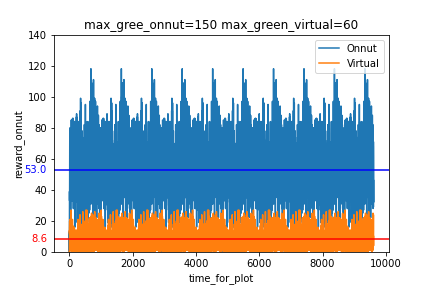 max_gree_onnut=150 max_green_virtual=60
140
120
100
80
60
40
20
0
53.0
8.6
reward_onnut
Onnut
Virtual
0 2000 4000 6000 8000 10000
time_for_plot